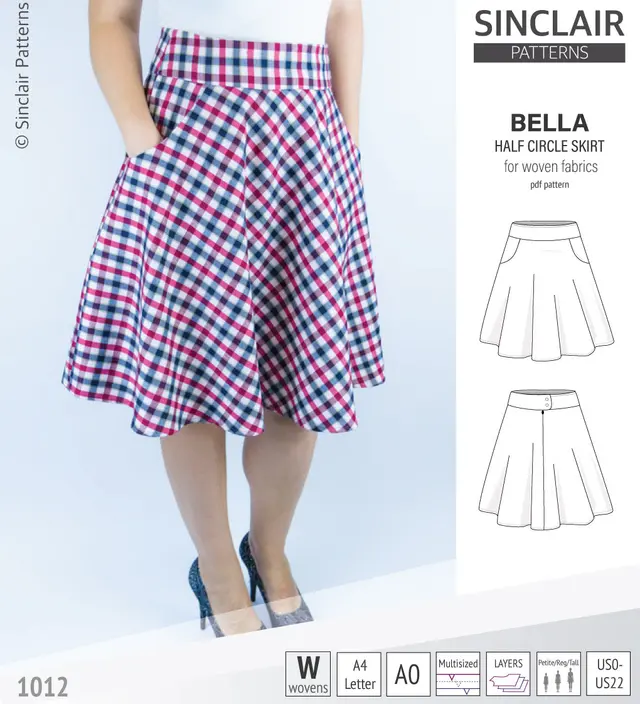 © Sinclair Patterns
SINCLAIR
PATTERNS
BELLA
HALF CIRCLE SKIRT
for woven fabrics
pdf pattern
1012
W
wovens
A4
Letter
A0
Multisized
LAYERS
Petite/Reg/Tall
US0-
US22